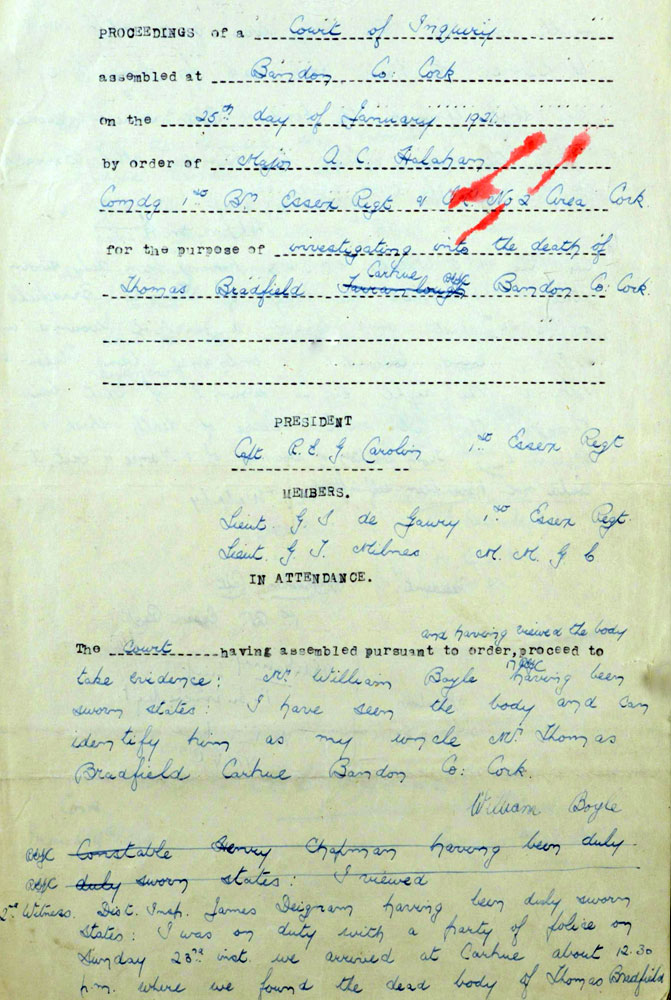 PROCEEDINGS of a Court of Inquiry
assembled at Bandon Co: Cork
on the 25th day of January 1921.
by order of Major A. C. Halahan
Comdg 1st Bn Essex Regt & No 2 Area Cork.
for the purpose of investigating into the death of
Carhue
Thomas Bradfield Bandon Co: Cork.
PRESIDENT
Capt. R. E. G. Carolin 1st Essex Regt
MEMBERS.
Lieut. G. S. de Gaury 1st Essex Regt.
Lieut. G. T. Milnes M. M. G C
IN ATTENDANCE.
and having viewed the body
The Court having assembled pursuant to order, proceed to
take evidence: Mr William Boyle having been
sworn states: I have seen the body and can
identify him as my uncle Mr Thomas
Bradfield Carhue Bandon Co: Cork.
William Boyle
Constable Henry Chapman having been duly
duly sworn states: I viewed
2nd Witness. Dist. Insp. James Deignam having been duly sworn
states: I was on duty with a party of police on
Sunday 23rd inst. we arrived at Carhue about 12.30
p.m. where we found the dead body of Thomas Bradfield